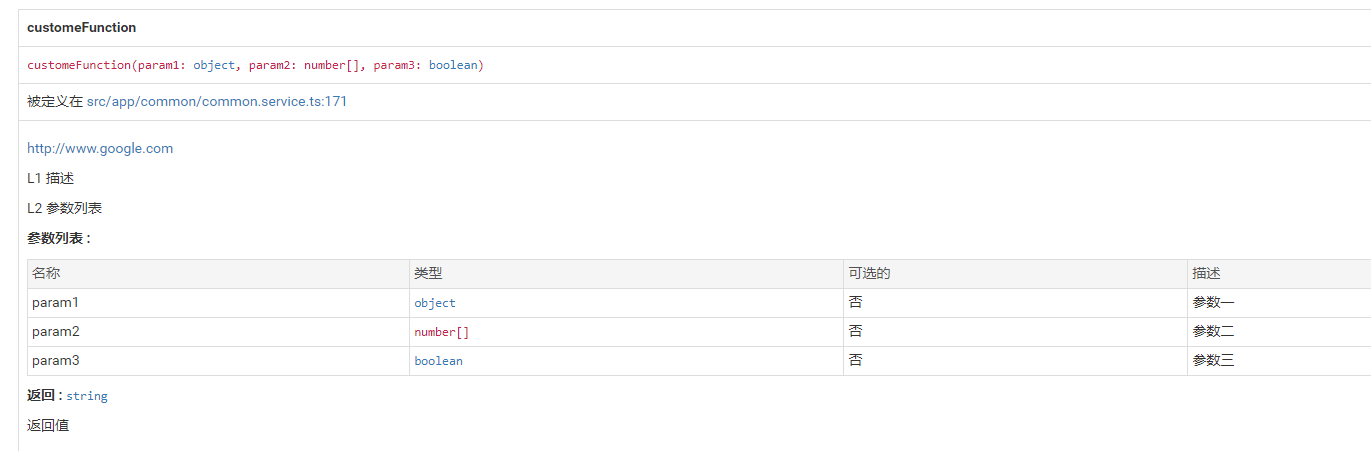 customeFunction
customeFunction(param1: object, param2: number[], param3: boolean)
被定义在 src/app/common/common.service.ts:171
http://www.google.com
L1 描述
L2 参数列表
参数列表 :
名称 类型 可选的 描述
param1 object 否 参数一
param2 number[] 否 参数二
param3 boolean 否 参数三
返回 : string
返回值